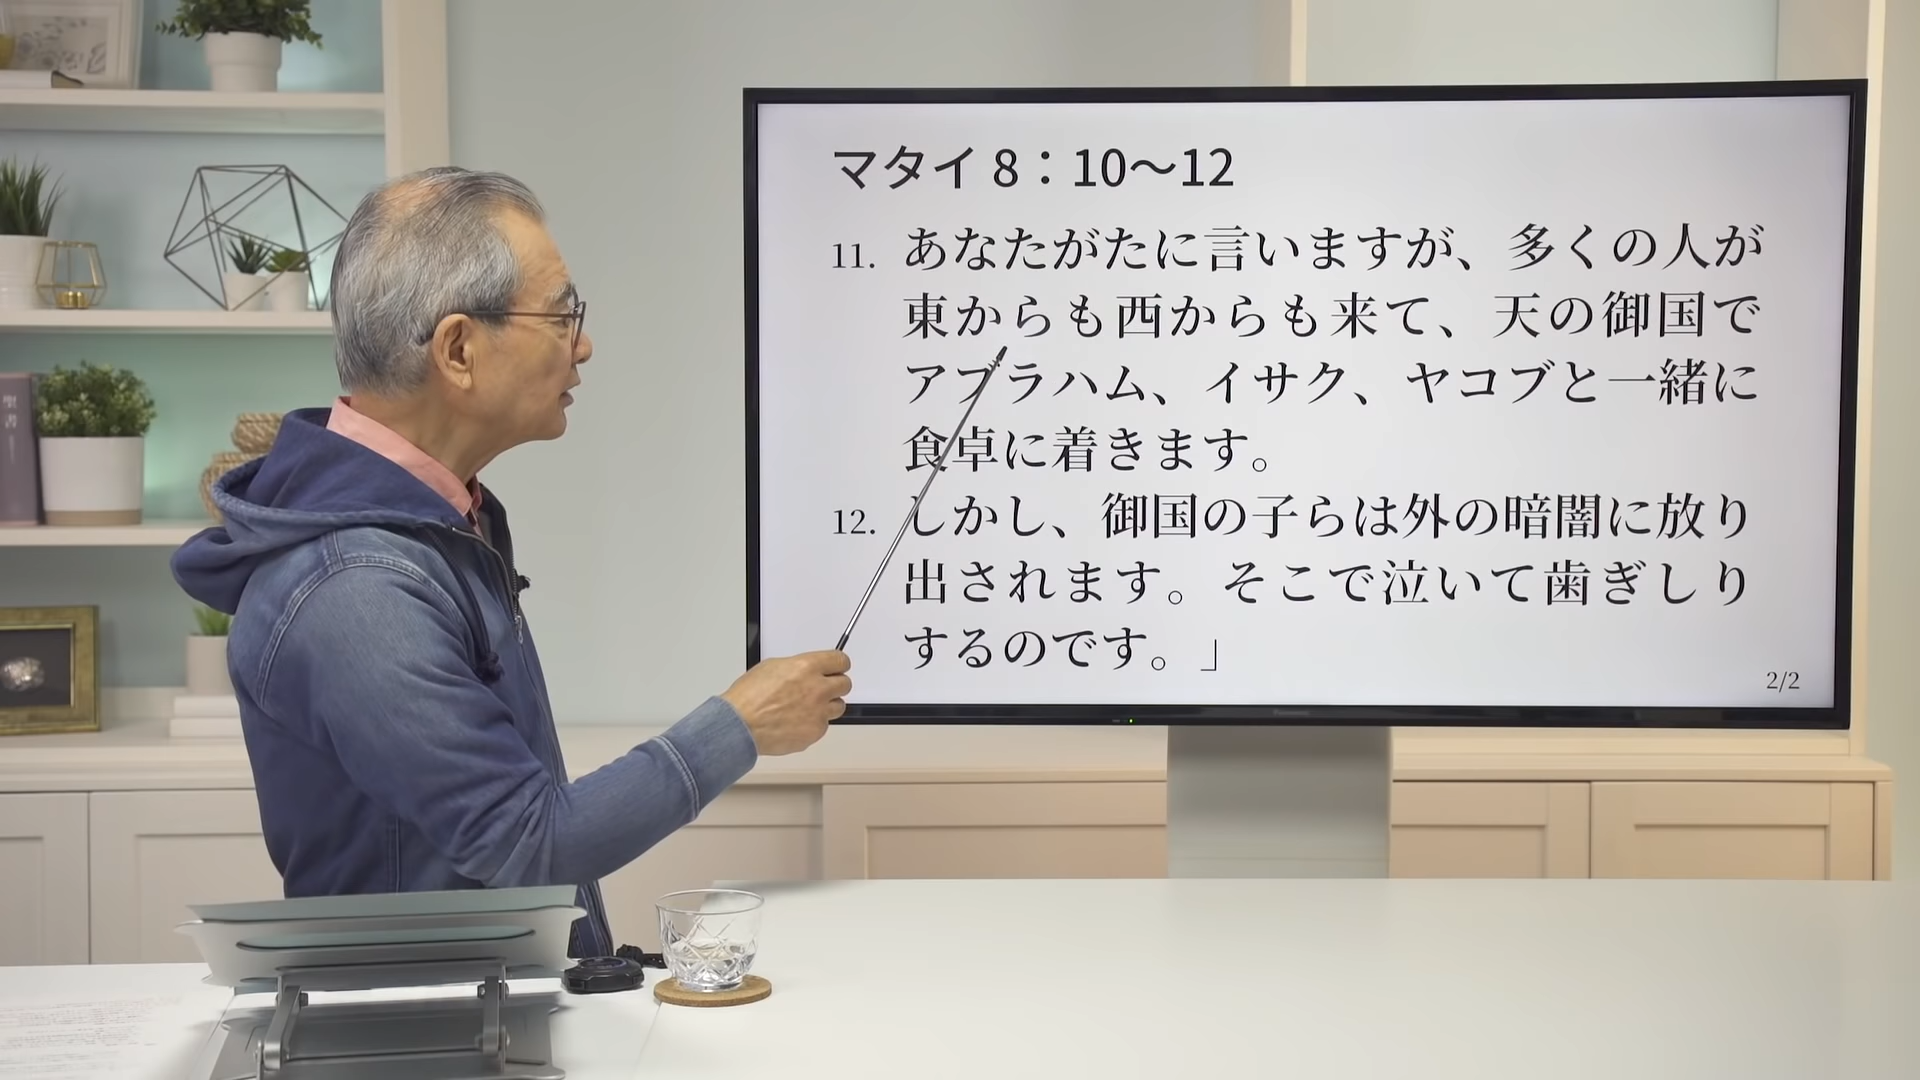 マタイ 8：10〜12
11. あなたがたに言いますが、多くの人が
東からも西からも来て、天の御国で
アブラハム、イサク、ヤコブと一緒に
食卓に着きます。
12. しかし、御国の子らは外の暗闇に放り
出されます。そこで泣いて歯ぎしり
するのです。」
2/2
聖書